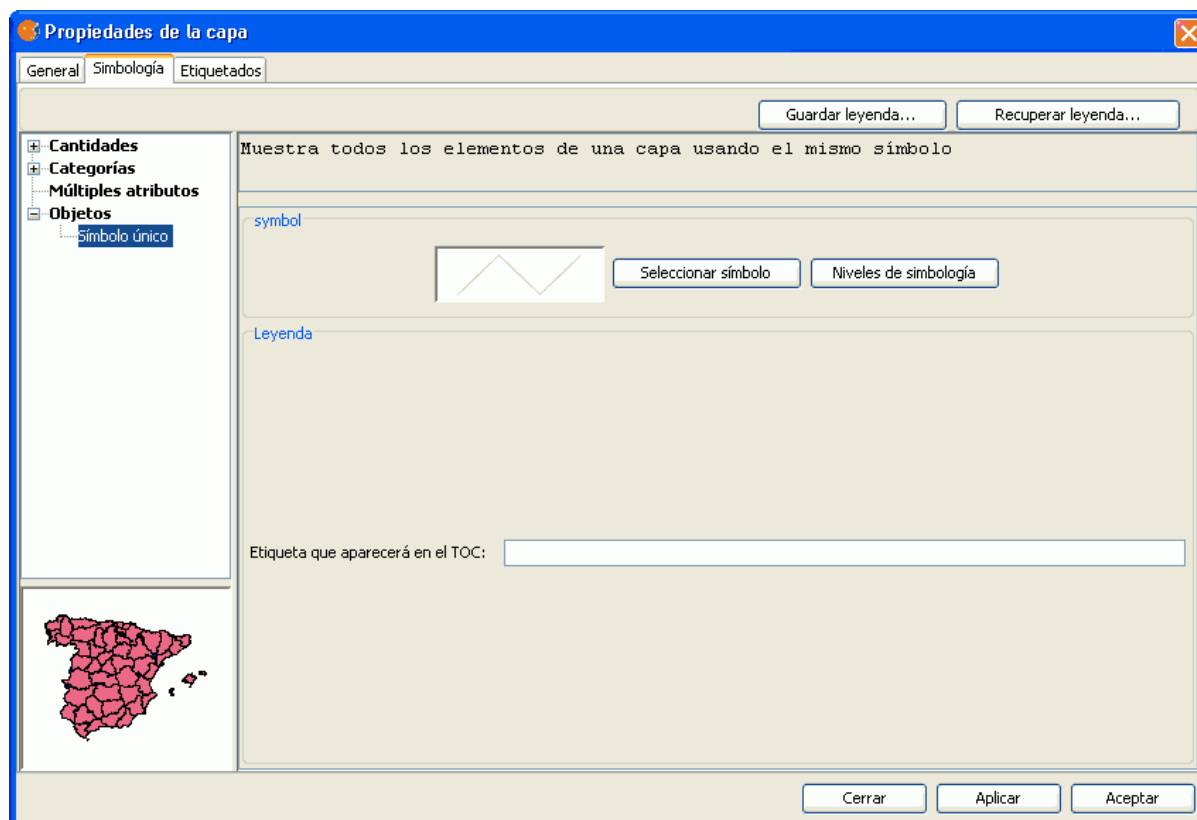 Propiedades de la capa
General Simbología Etiquetados
Guardar leyenda... Recuperar leyenda...
Cantidades
Categorías
Múltiples atributos
Objetos
Símbolo único
Muestra todos los elementos de una capa usando el mismo símbolo
symbol
Seleccionar símbolo Niveles de simbología
Leyenda
Etiqueta que aparecerá en el TOC:
Cerrar Aplicar Aceptar